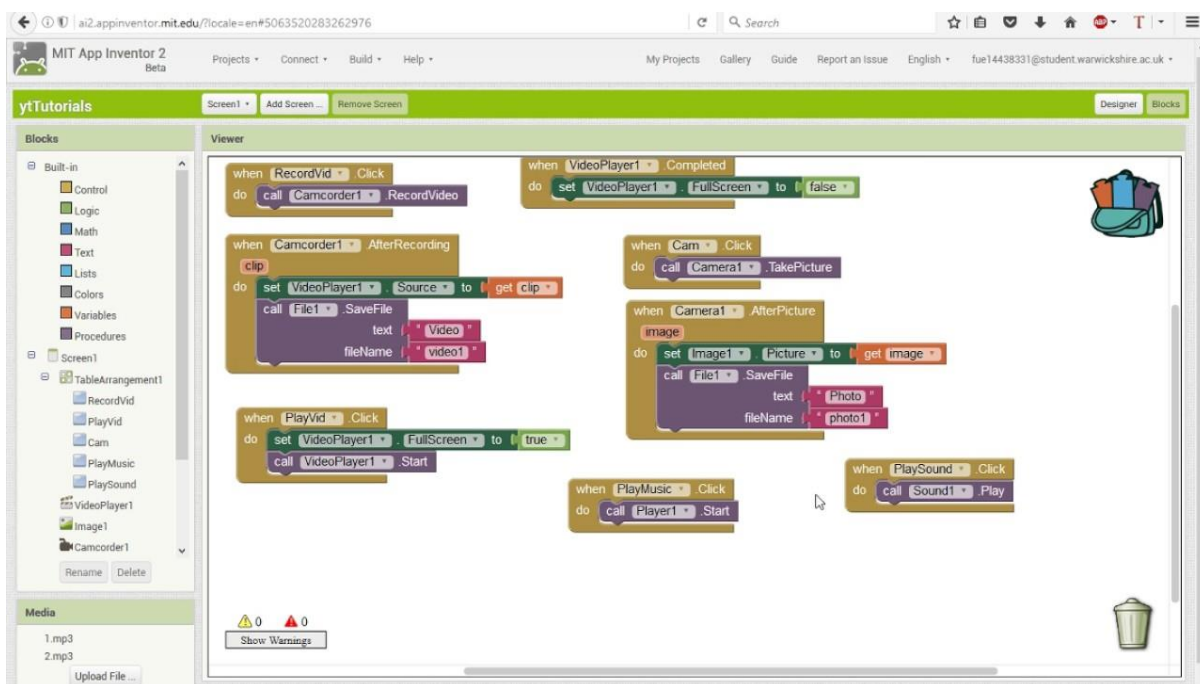 ai2.appinventor.mit.edu/?locale=en#5063520283262976
Search
ABP
T
MIT App Inventor 2
Beta
Projects
Connect
Build
Help
My Projects
Gallery
Guide
Report an Issue
English
fue14438331@student.warwickshire.ac.uk
ytTutorials
Screen1
Add Screen ...
Remove Screen
Designer
Blocks
Blocks
Built-in
Control
Logic
Math
Text
Lists
Colors
Variables
Procedures
Screen1
TableArrangement1
RecordVid
PlayVid
Cam
PlayMusic
PlaySound
VideoPlayer1
Image1
Camcorder1
Rename
Delete
Media
1.mp3
2.mp3
Upload File ...
Viewer
when RecordVid .Click
do call Camcorder1 .RecordVideo
when VideoPlayer1 .Completed
do set VideoPlayer1 . FullScreen to false
when Camcorder1 .AfterRecording
clip
do set VideoPlayer1 . Source to get clip
call File1 .SaveFile
text " Video "
fileName " video1 "
when Cam .Click
do call Camera1 .TakePicture
when Camera1 .AfterPicture
image
do set Image1 . Picture to get image
call File1 .SaveFile
text " Photo "
fileName " photo1 "
when PlayVid .Click
do set VideoPlayer1 . FullScreen to true
call VideoPlayer1 .Start
when PlayMusic .Click
do call Player1 .Start
when PlaySound .Click
do call Sound1 .Play
0 0
Show Warnings